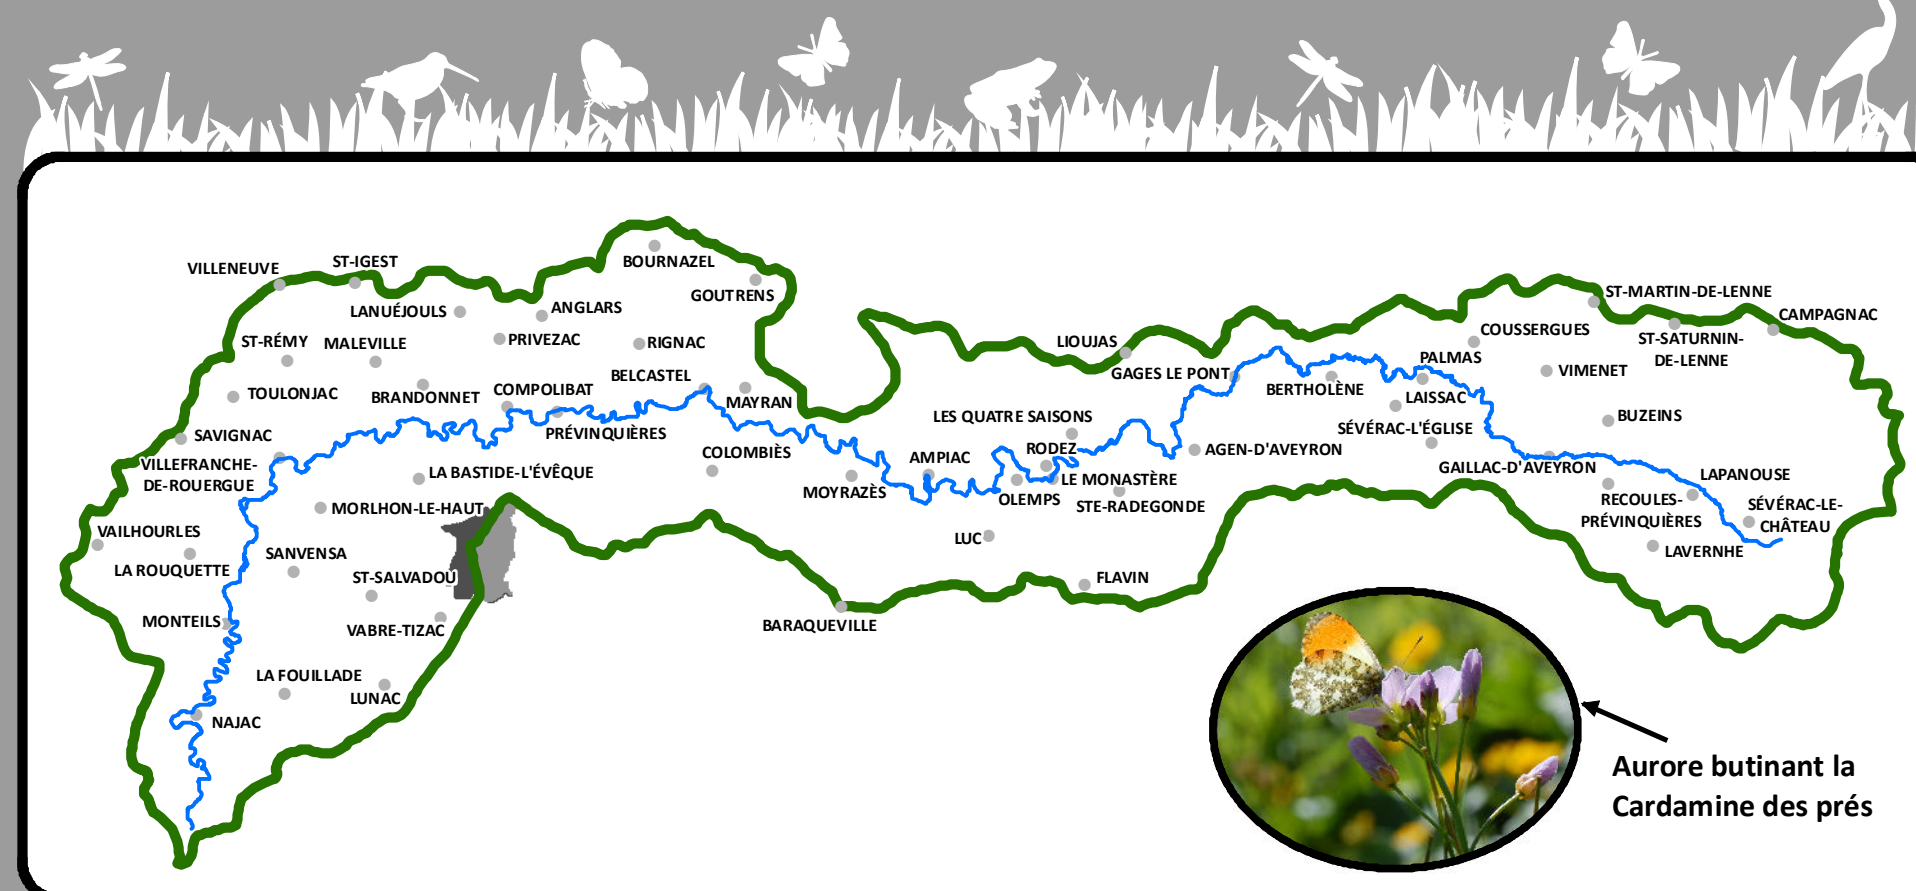 VILLENEUVE
ST-IGEST
BOURNAZEL
GOUTRENS
LANUÉJOULS
ANGLARS
ST-RÉMY
MALEVILLE
PRIVEZAC
RIGNAC
TOULONJAC
BRANDONNET
COMPOLIBAT
BELCASTEL
MAYRAN
SAVIGNAC
PRÉVINQUIÈRES
VILLEFRANCHE-
DE-ROUERGUE
LA BASTIDE-L'ÉVÊQUE
COLOMBIÈS
MORLHON-LE-HAUT
MOYRAZÈS
VAILHOURLES
LA ROUQUETTE
SANVENSA
ST-SALVADOU
MONTEILS
VABRE-TIZAC
LA FOUILLADE
LUNAC
NAJAC
BARAQUEVILLE
LIOUJAS
GAGES LE PONT
LES QUATRE SAISONS
AMPIAC
RODEZ
LE MONASTÈRE
OLEMPS
STE-RADEGONDE
LUC
FLAVIN
AGEN-D'AVEYRON
BERTHOLÈNE
PALMAS
LAISSAC
SÉVÉRAC-L'ÉGLISE
GAILLAC-D'AVEYRON
COUSSERGUES
ST-MARTIN-DE-LENNE
CAMPAGNAC
ST-SATURNIN-
DE-LENNE
VIMENET
BUZEINS
LAPANOUSE
RECOULES-
PRÉVINQUIÈRES
SÉVÉRAC-LE-
CHÂTEAU
LAVERNHE
Aurore butinant la
Cardamine des prés